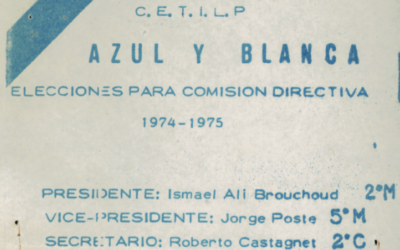 C. E. T. I. L. P
AZUL Y BLANCA
ELECCIONES PARA COMISION DIRECTIVA
1974-1975
PRESIDENTE: Ismael Ali Brouchoud 2°M
VICE-PRESIDENTE: Jorge Poste 5°M
SECRETARIO: Roberto Castagnet 2°C